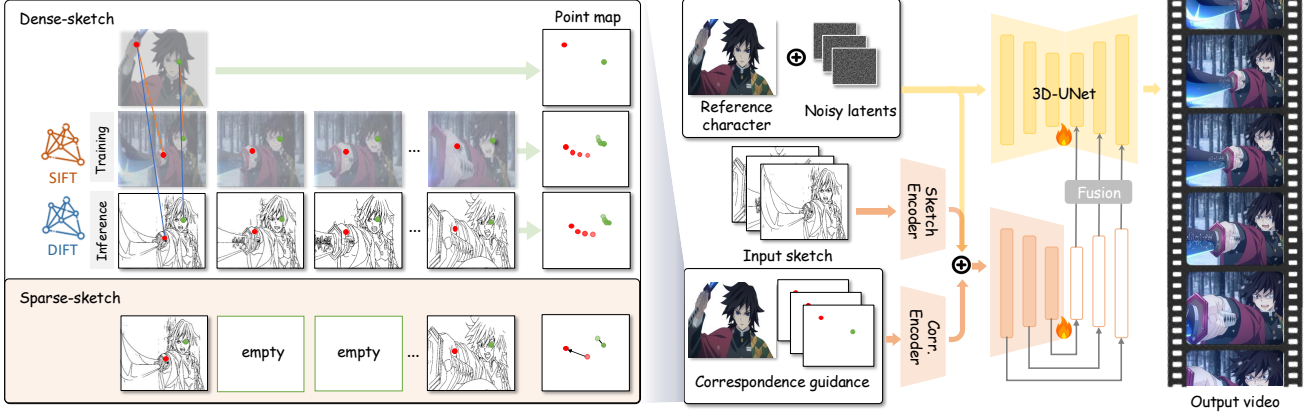 Dense-sketch
Point map
SIFT
Training
DIFT
Inference
Sparse-sketch
empty
empty
...
...
...
Reference
character
Noisy latents
Input sketch
Sketch
Encoder
Correspondence guidance
Corr.
Encoder
3D-UNet
Fusion
Output video